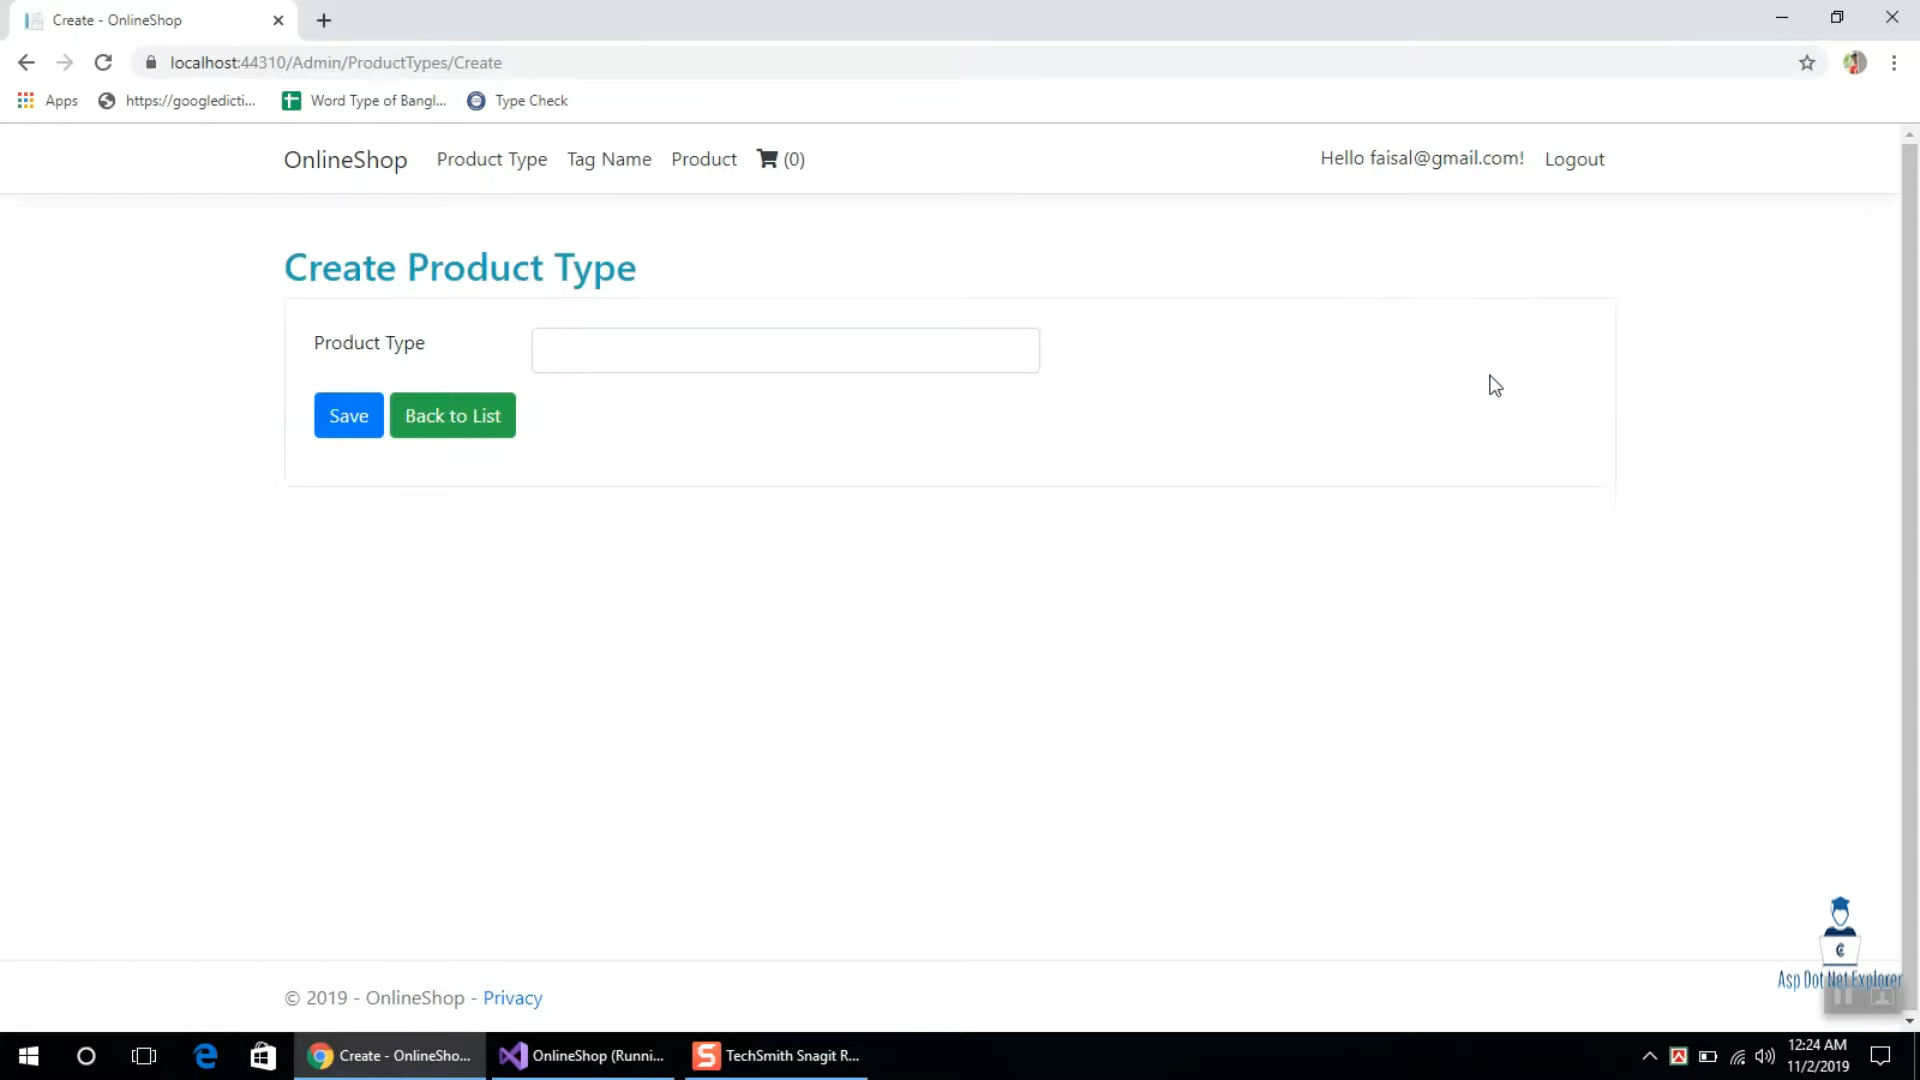 Create - OnlineShop
localhost:44310/Admin/ProductTypes/Create
Apps https://googledicti... Word Type of Bangl... Type Check
OnlineShop Product Type Tag Name Product (0) Hello faisal@gmail.com! Logout
Create Product Type
Product Type
Save Back to List
Asp Dot Net Explorer
© 2019 - OnlineShop - Privacy
Create - OnlineSho... OnlineShop (Runni... TechSmith Snagit R... 12:24 AM
11/2/2019